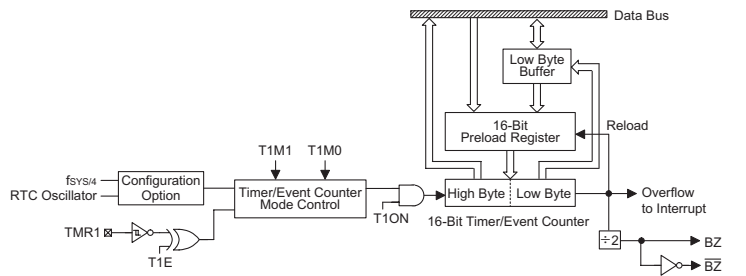 Data Bus
Low Byte
Buffer
16-Bit
Preload Register
Reload
T1M1
T1M0
fSYS/4
RTC Oscillator
Configuration
Option
Timer/Event Counter
Mode Control
T1ON
High Byte
Low Byte
Overflow
to Interrupt
16-Bit Timer/Event Counter
TMR1
T1E
÷2
BZ
B̅Z̅